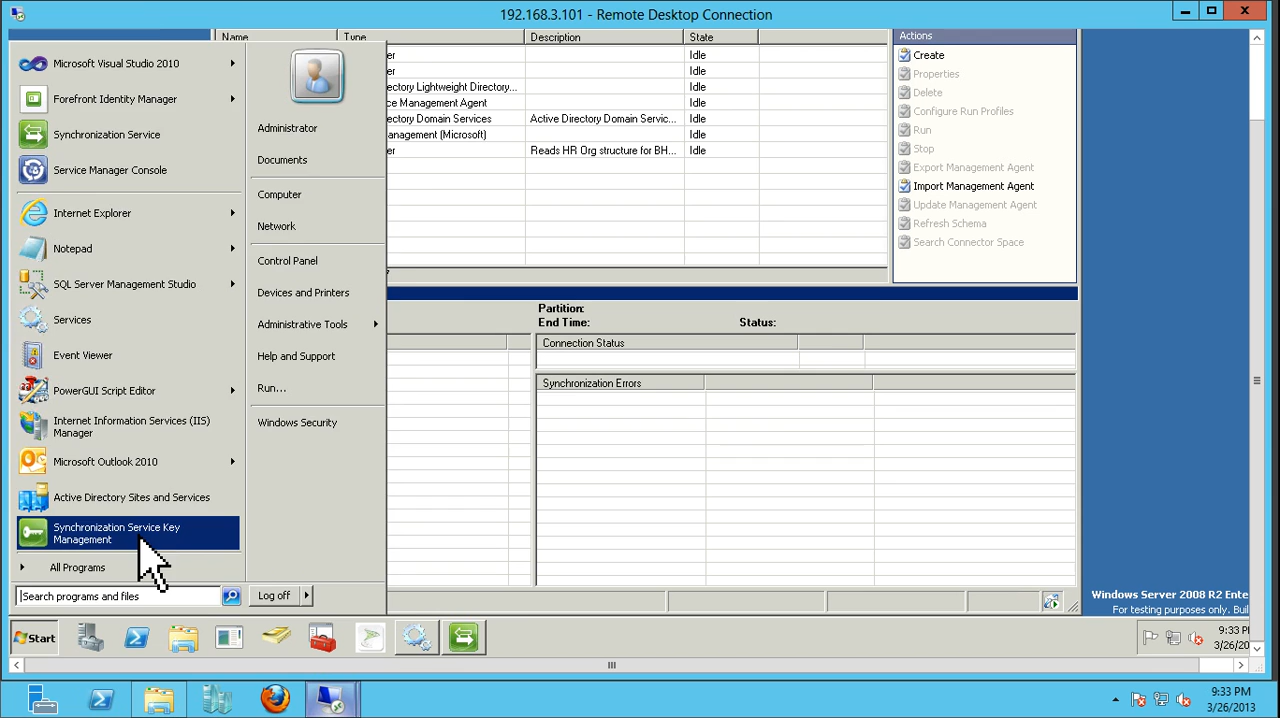 192.168.3.101 - Remote Desktop Connection
Name Type Description State
Actions
Microsoft Visual Studio 2010
Forefront Identity Manager
Synchronization Service
Service Manager Console
Internet Explorer
Notepad
SQL Server Management Studio
Services
Event Viewer
PowerGUI Script Editor
Internet Information Services (IIS)
Manager
Microsoft Outlook 2010
Active Directory Sites and Services
Synchronization Service Key
Management
All Programs
Search programs and files
Administrator
Documents
Computer
Network
Control Panel
Devices and Printers
Administrative Tools
Help and Support
Run...
Windows Security
Log off
er Idle
er Idle
ectory Lightweight Directory... Idle
ce Management Agent Idle
ectory Domain Services Active Directory Domain Servic... Idle
anagement (Microsoft) Idle
er Reads HR Org structure for BH... Idle
Create
Properties
Delete
Configure Run Profiles
Run
Stop
Export Management Agent
Import Management Agent
Update Management Agent
Refresh Schema
Search Connector Space
Partition:
End Time: Status:
Connection Status
Synchronization Errors
Windows Server 2008 R2 Ente
For testing purposes only. Buil
Start
9:33 P
3/26/20
9:33 PM
3/26/2013